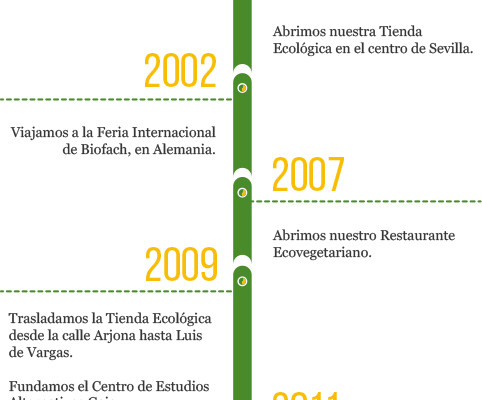 Abrimos nuestra Tienda
Ecológica en el centro de Sevilla.
2002
Viajamos a la Feria Internacional
de Biofach, en Alemania.
2007
Abrimos nuestro Restaurante
Ecovegetariano.
2009
Trasladamos la Tienda Ecológica
desde la calle Arjona hasta Luis
de Vargas.
Fundamos el Centro de Estudios